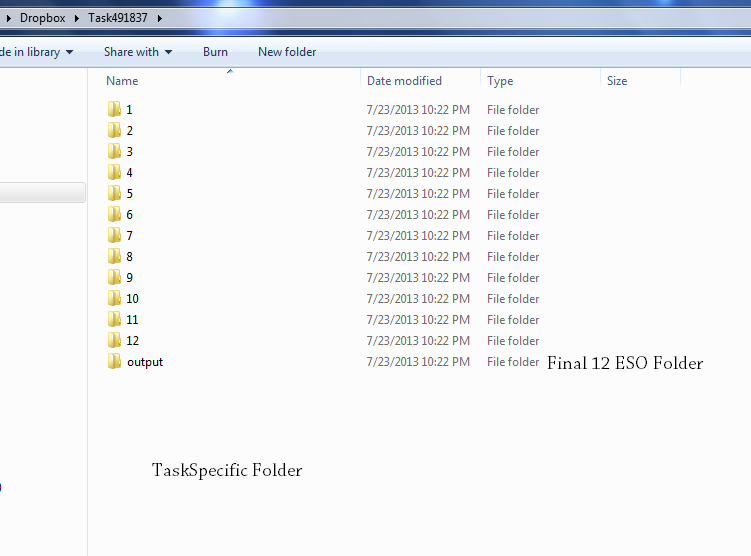 Dropbox Task491837
de in library Share with Burn New folder
Name Date modified Type Size
1 7/23/2013 10:22 PM File folder
2 7/23/2013 10:22 PM File folder
3 7/23/2013 10:22 PM File folder
4 7/23/2013 10:22 PM File folder
5 7/23/2013 10:22 PM File folder
6 7/23/2013 10:22 PM File folder
7 7/23/2013 10:22 PM File folder
8 7/23/2013 10:22 PM File folder
9 7/23/2013 10:22 PM File folder
10 7/23/2013 10:22 PM File folder
11 7/23/2013 10:22 PM File folder
12 7/23/2013 10:22 PM File folder
output 7/23/2013 10:22 PM File folder Final 12 ESO Folder
TaskSpecific Folder
)